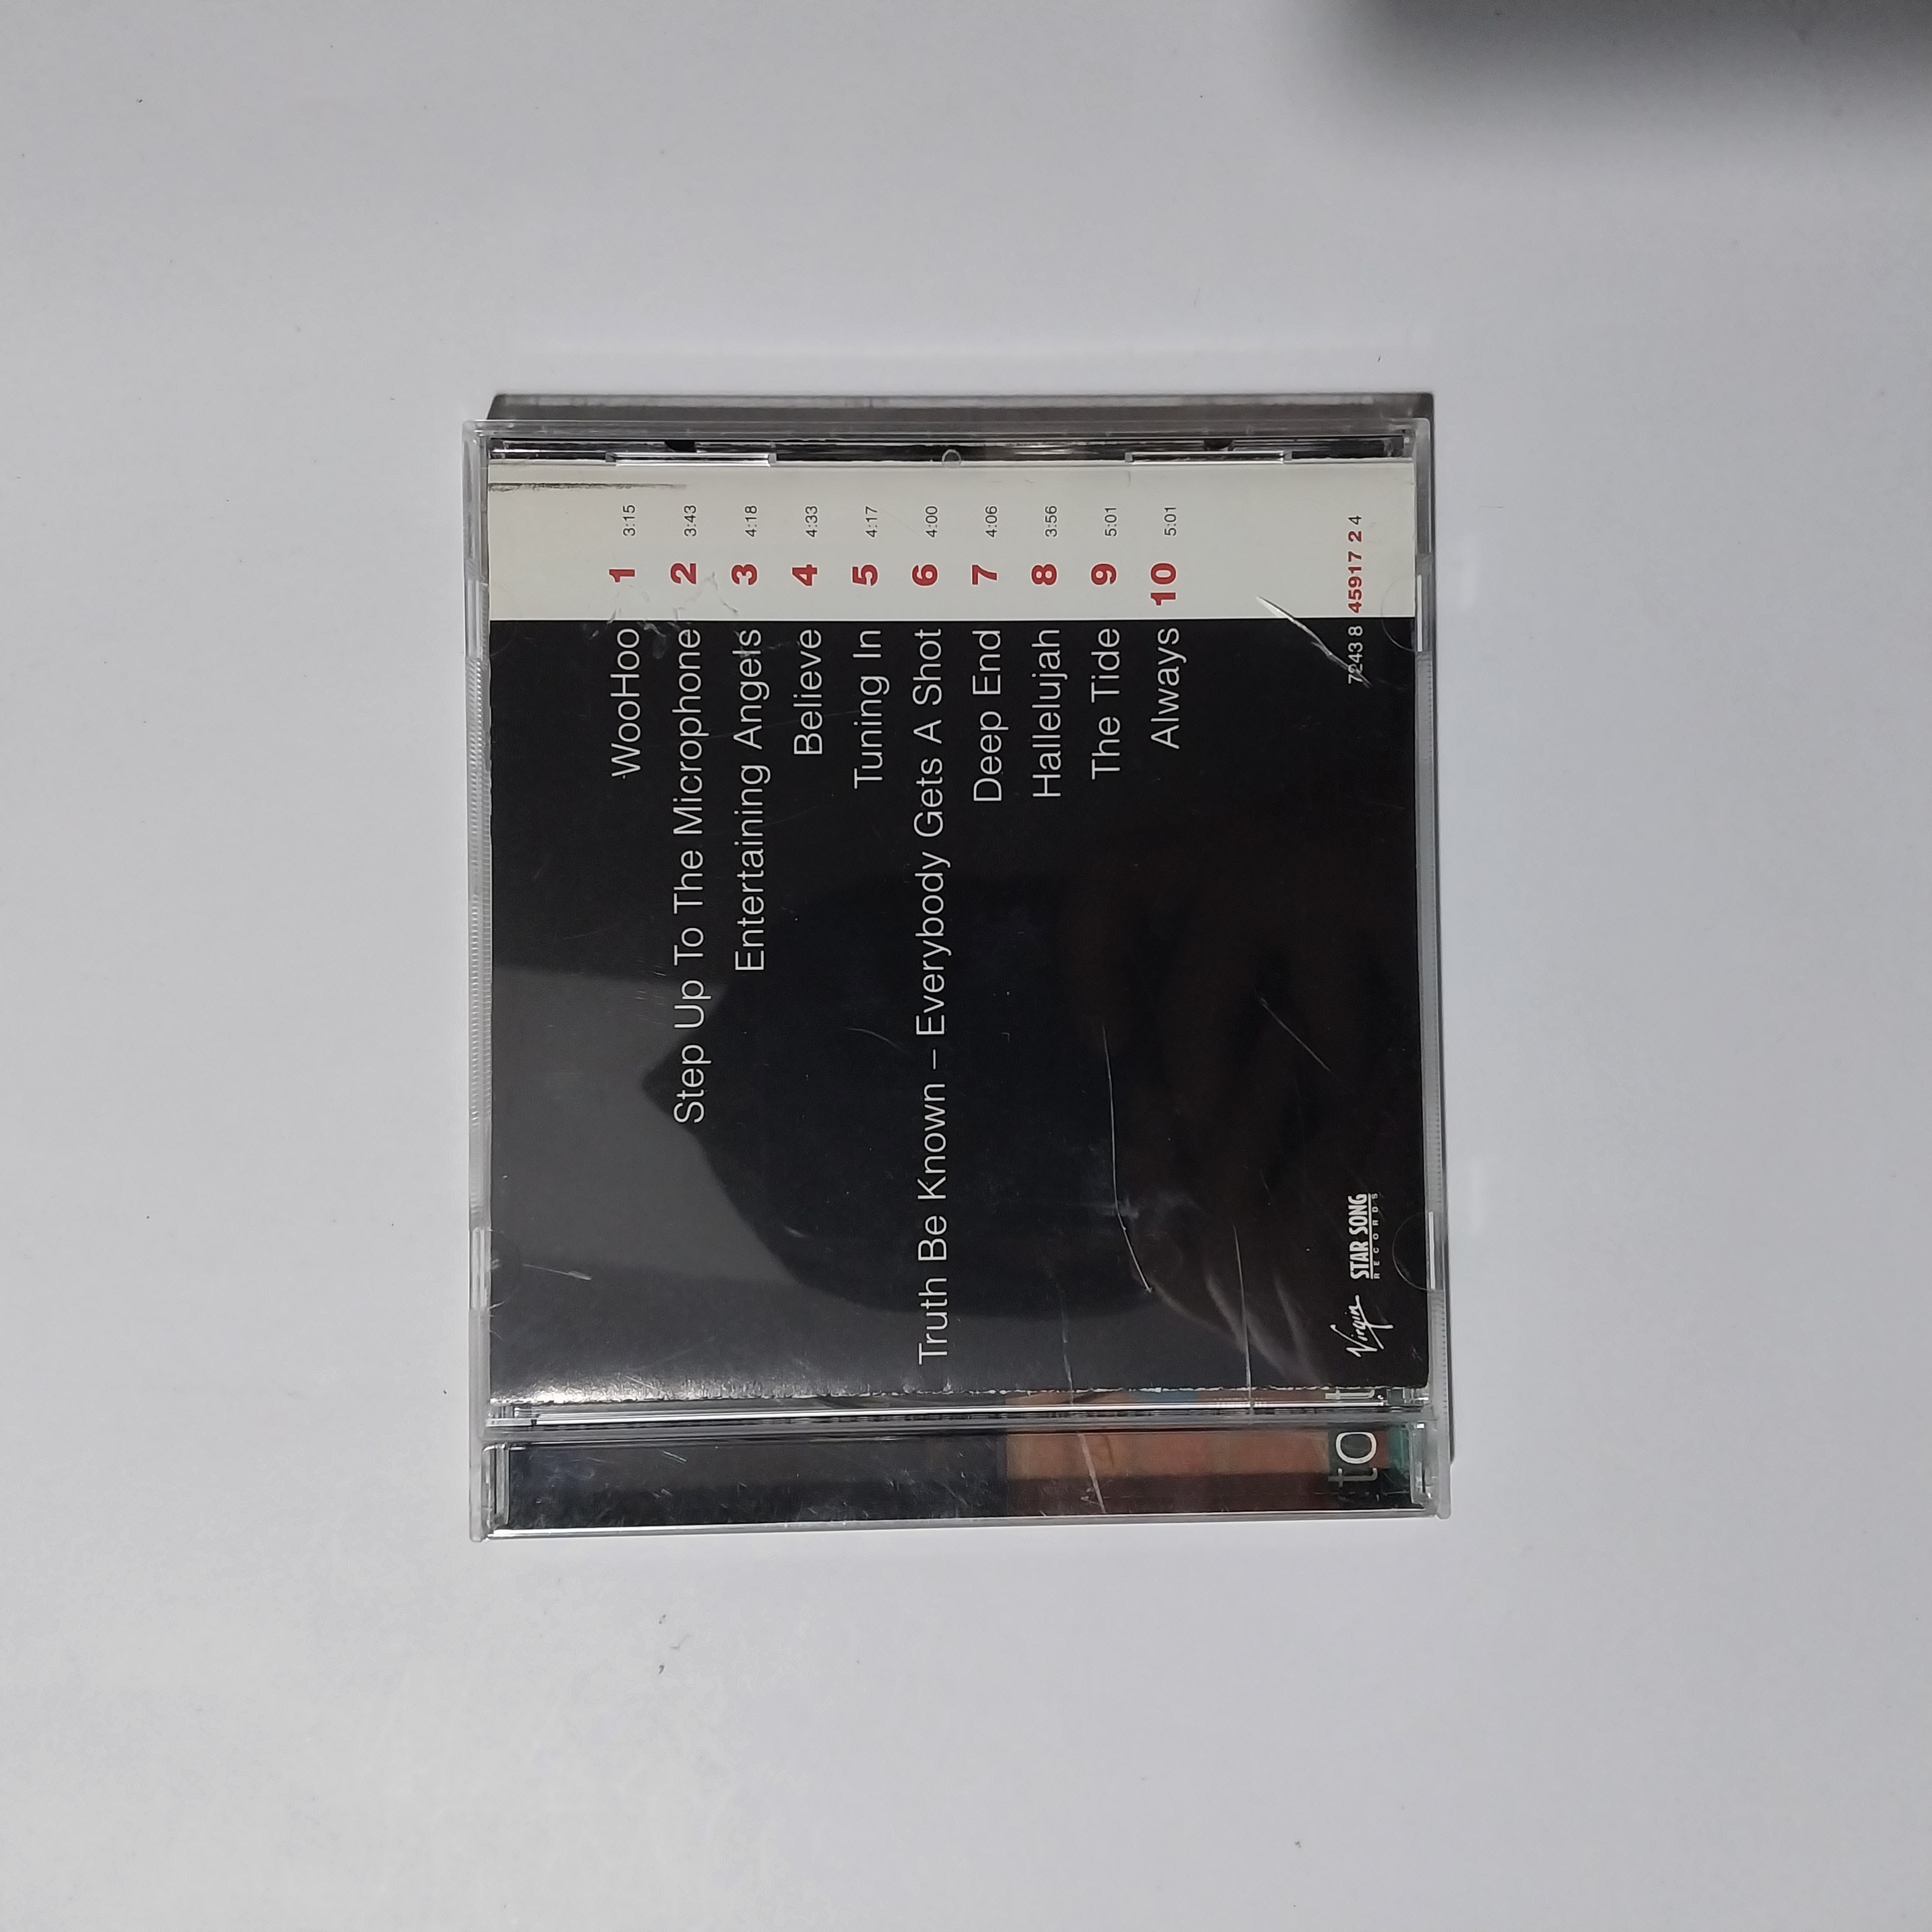 WooHoo 1 3:15
Step Up To The Microphone 2 3:43
Entertaining Angels 3 4:18
Believe 4 4:33
Tuning In 5 4:17
Truth Be Known – Everybody Gets A Shot 6 4:00
Deep End 7 4:06
Hallelujah 8 3:56
The Tide 9 5:01
Always 10 5:01
Virgin STAR SONG RECORDS 7243 8 45917 2 4
to t